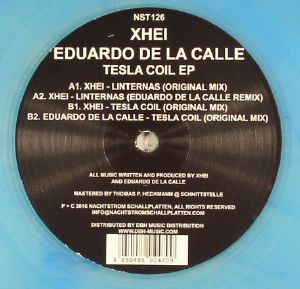 NST126
XHEI
EDUARDO DE LA CALLE
TESLA COIL EP
A1. XHEI - LINTERNAS (ORIGINAL MIX)
A2. XHEI - LINTERNAS (EDUARDO DE LA CALLE REMIX)
B1. XHEI - TESLA COIL (ORIGINAL MIX)
B2. EDUARDO DE LA CALLE - TESLA COIL (ORIGINAL MIX)
ALL MUSIC WRITTEN AND PRODUCED BY XHEI
AND EDUARDO DE LA CALLE
MASTERED BY THOMAS P. HECKMANN @ SCHNITTSTELLE
P + C 2016 NACHTSTROM SCHALLPLATTEN. ALL RIGHTS RESERVED
INFO@NACHTSTROMSCHALLPLATTEN.COM
DISTRIBUTED BY DBH MUSIC DISTRIBUTION
WWW.DBH-MUSIC.COM
4 050486 924709